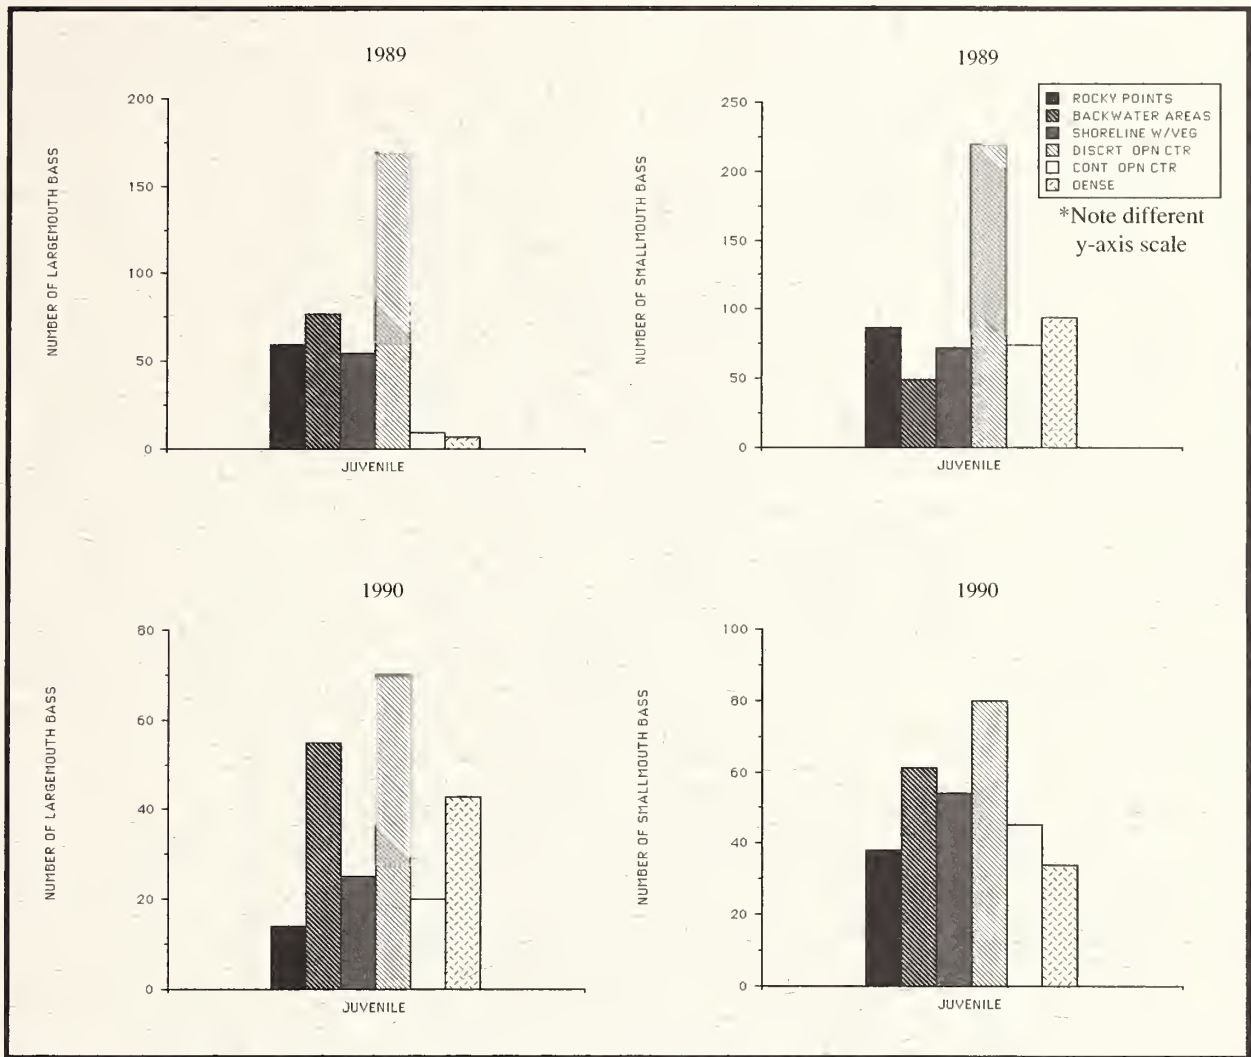 1989
200
150
100
50
0
NUMBER OF LARGEMOUTH BASS
JUVENILE
1989
250
200
150
100
50
0
NUMBER OF SMALLMOUTH BASS
JUVENILE
ROCKY POINTS
BACKWATER AREAS
SHORELINE W/VEG
DISCRT OPN CTR
CONT OPN CTR
DENSE
*Note different
y-axis scale
1990
80
60
40
20
0
NUMBER OF LARGEMOUTH BASS
JUVENILE
1990
100
80
60
40
20
0
NUMBER OF SMALLMOUTH BASS
JUVENILE